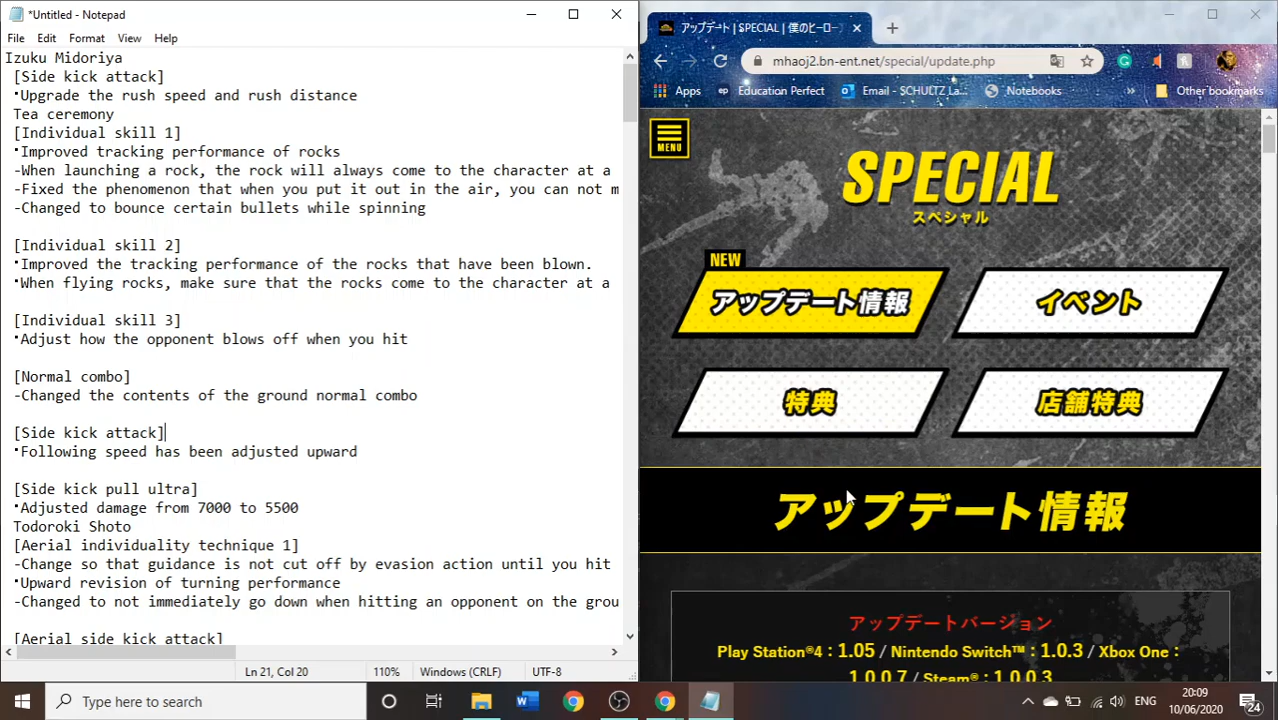 *Untitled - Notepad
File Edit Format View Help
Izuku Midoriya
[Side kick attack]
･Upgrade the rush speed and rush distance
Tea ceremony
[Individual skill 1]
･Improved tracking performance of rocks
-When launching a rock, the rock will always come to the character at a
-Fixed the phenomenon that when you put it out in the air, you can not m
-Changed to bounce certain bullets while spinning
[Individual skill 2]
･Improved the tracking performance of the rocks that have been blown.
･When flying rocks, make sure that the rocks come to the character at a
[Individual skill 3]
･Adjust how the opponent blows off when you hit
[Normal combo]
-Changed the contents of the ground normal combo
[Side kick attack]
･Following speed has been adjusted upward
[Side kick pull ultra]
･Adjusted damage from 7000 to 5500
Todoroki Shoto
[Aerial individuality technique 1]
-Change so that guidance is not cut off by evasion action until you hit
･Upward revision of turning performance
-Changed to not immediately go down when hitting an opponent on the grou
[Aerial side kick attack]
Ln 21, Col 20 110% Windows (CRLF) UTF-8
アップデート | SPECIAL | 僕のヒーロー
mhaoj2.bn-ent.net/special/update.php
Apps ep Education Perfect Email - SCHULTZ La... Notebooks » Other bookmarks
MENU
SPECIAL
スペシャル
NEW
アップデート情報
イベント
特典
店舗特典
アップデート情報
アップデートバージョン
Play Station®4 : 1.05 / Nintendo Switch™ : 1.0.3 / Xbox One :
1.0.0.7 / Steam® : 1.0.0.3
Type here to search
ENG
20:09
10/06/2020
24